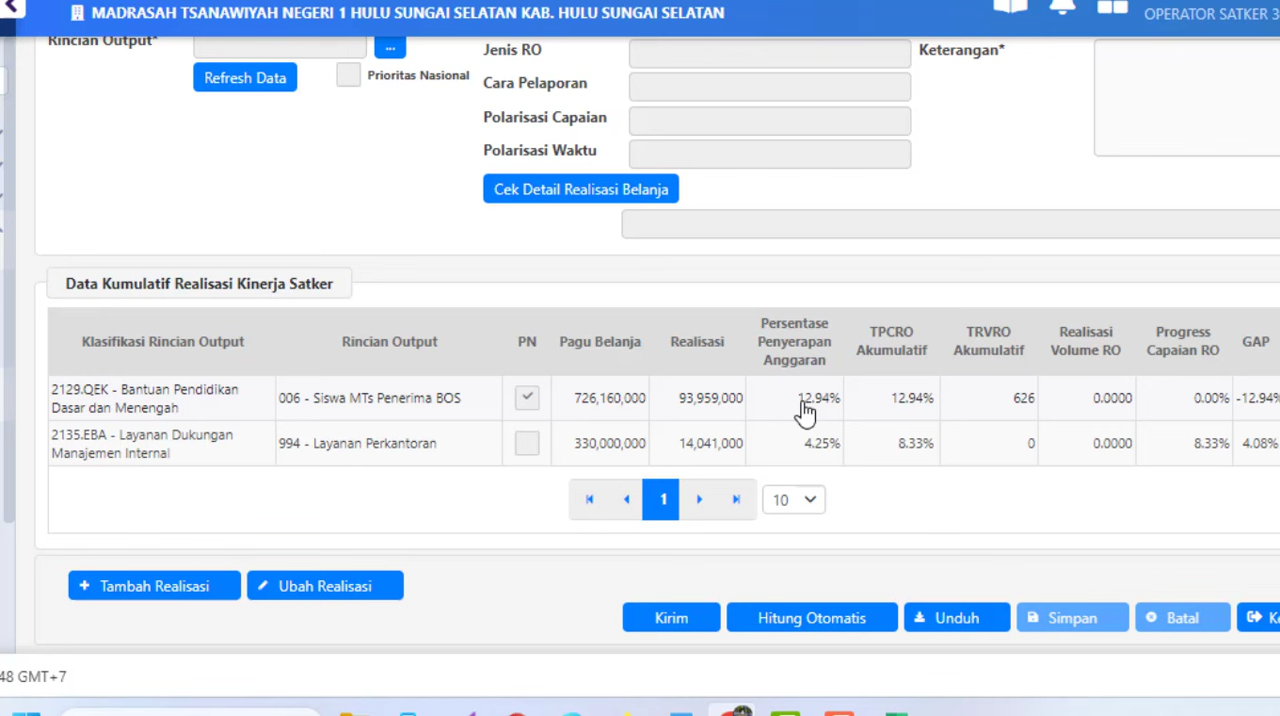 MADRASAH TSANAWIYAH NEGERI 1 HULU SUNGAI SELATAN KAB. HULU SUNGAI SELATAN
OPERATOR SATKER 3
Rincian Output*
...
Refresh Data
Prioritas Nasional
Jenis RO
Cara Pelaporan
Polarisasi Capaian
Polarisasi Waktu
Cek Detail Realisasi Belanja
Keterangan*
Data Kumulatif Realisasi Kinerja Satker
Klasifikasi Rincian Output
Rincian Output
PN
Pagu Belanja
Realisasi
Persentase
Penyerapan
Anggaran
TPCRO
Akumulatif
TRVRO
Akumulatif
Realisasi
Volume RO
Progress
Capaian RO
GAP
2129.QEK - Bantuan Pendidikan
Dasar dan Menengah
006 - Siswa MTs Penerima BOS
726,160,000
93,959,000
12.94%
12.94%
626
0.0000
0.00%
-12.94%
2135.EBA - Layanan Dukungan
Manajemen Internal
994 - Layanan Perkantoran
330,000,000
14,041,000
4.25%
8.33%
0
0.0000
8.33%
4.08%
1
10
Tambah Realisasi
Ubah Realisasi
Kirim
Hitung Otomatis
Unduh
Simpan
Batal
48 GMT+7